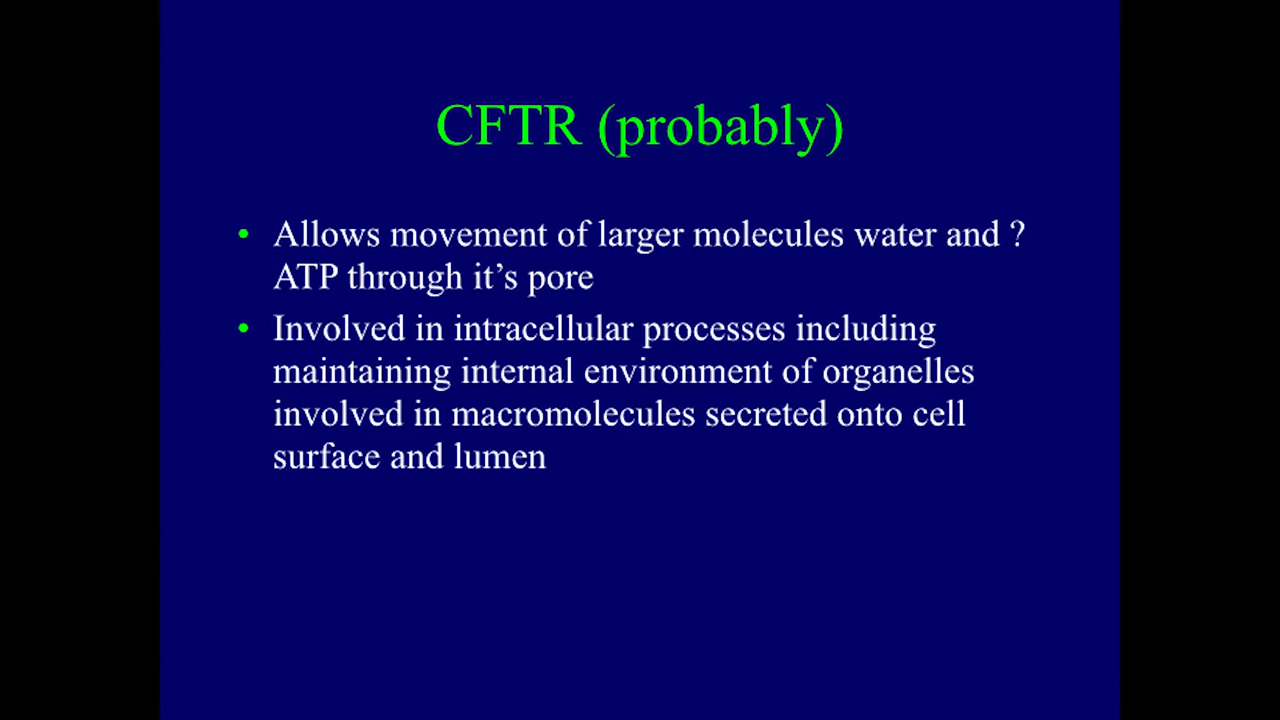 CFTR (probably)
• Allows movement of larger molecules water and ?
ATP through it’s pore
• Involved in intracellular processes including
maintaining internal environment of organelles
involved in macromolecules secreted onto cell
surface and lumen